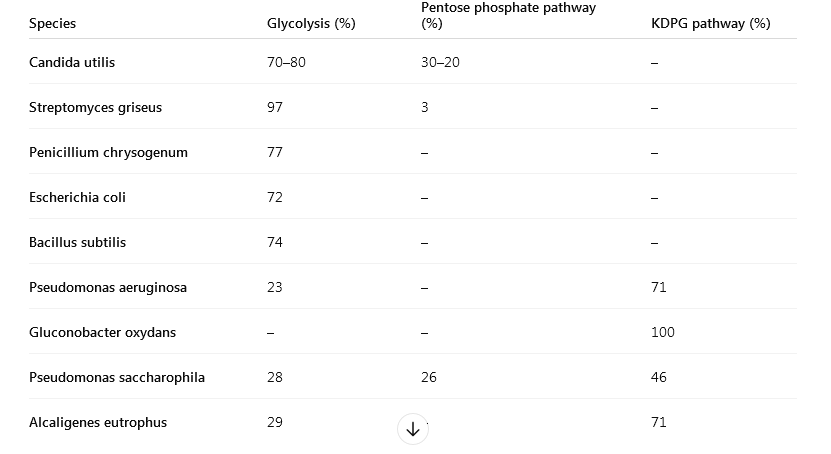 Species Glycolysis (%) Pentose phosphate pathway (%) KDPG pathway (%)
Candida utilis 70–80 30–20 –
Streptomyces griseus 97 3 –
Penicillium chrysogenum 77 – –
Escherichia coli 72 – –
Bacillus subtilis 74 – –
Pseudomonas aeruginosa 23 – 71
Gluconobacter oxydans – – 100
Pseudomonas saccharophila 28 26 46
Alcaligenes eutrophus 29 71